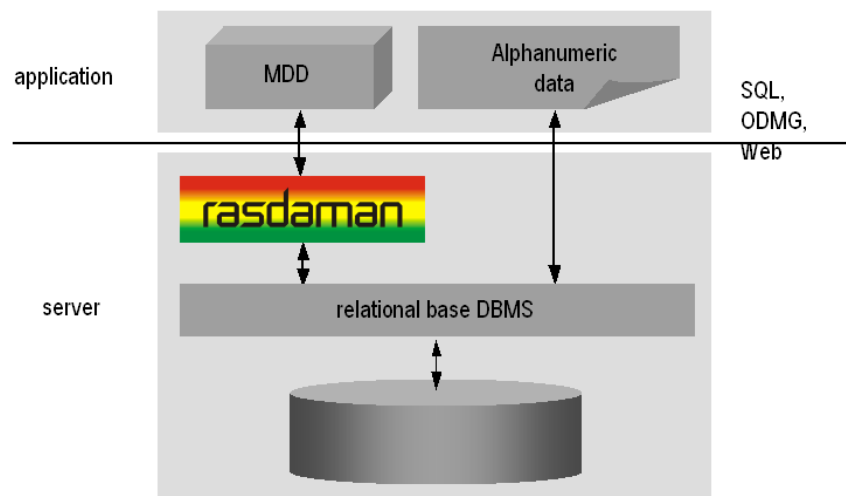 application
MDD
Alphanumeric
data
SQL,
ODMG,
Web
rasdaman
server
relational base DBMS